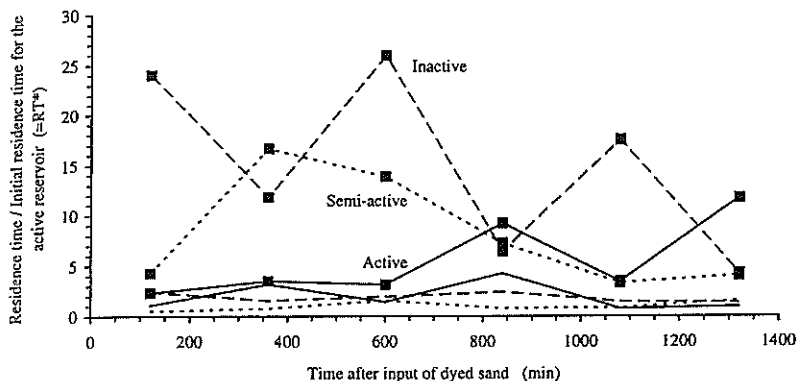 Residence time / Initial residence time for the
active reservoir (=RT*)
30
25
20
15
10
5
0
Inactive
Semi-active
Active
0 200 400 600 800 1000 1200 1400
Time after input of dyed sand (min)